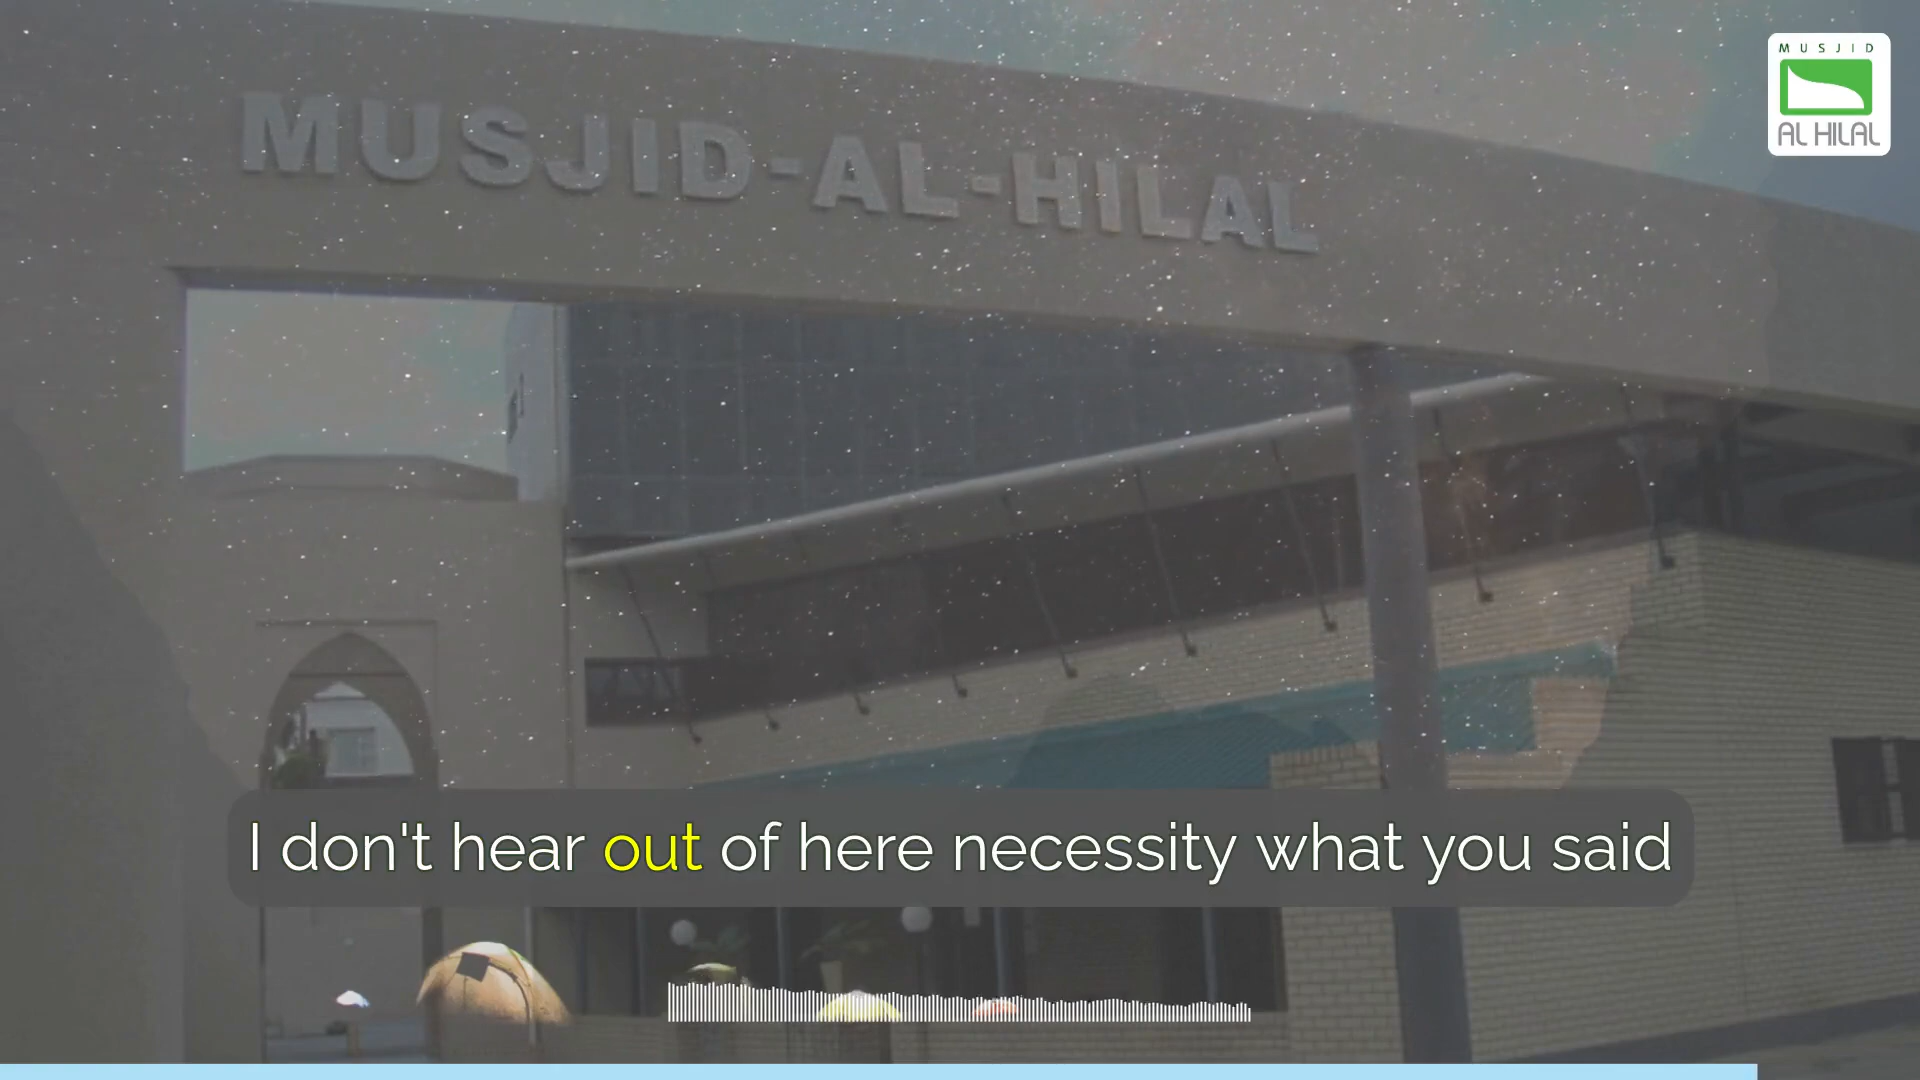 MUSJID-AL-HILAL
MUSJID
AL HILAL
I don't hear out of here necessity what you said